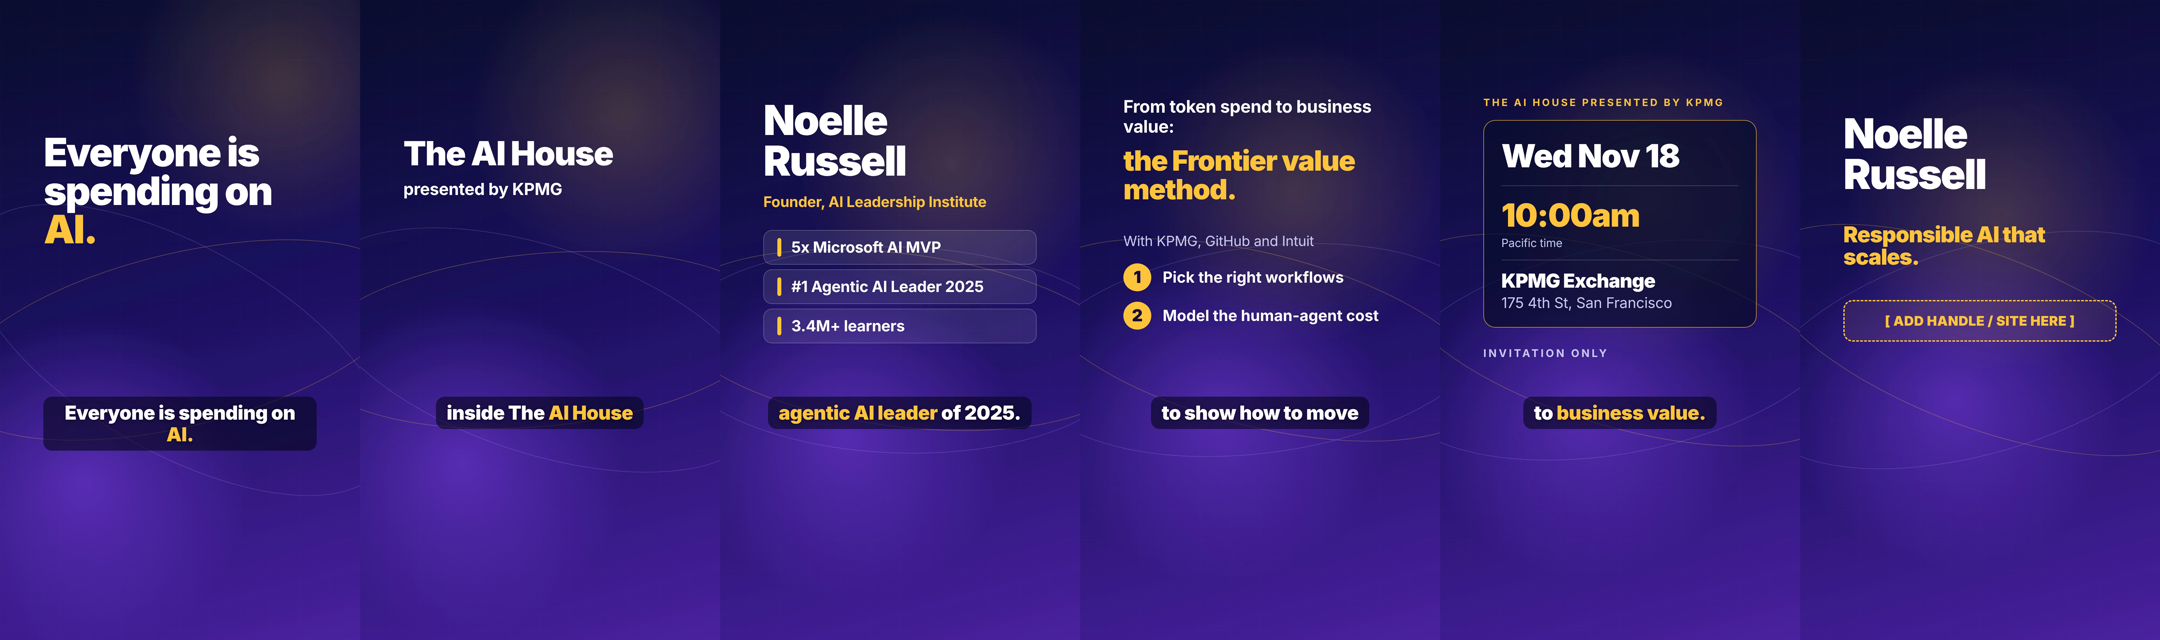 Everyone is
spending on
AI.
Everyone is spending on
AI.
The AI House
presented by KPMG
inside The AI House
Noelle
Russell
Founder, AI Leadership Institute
5x Microsoft AI MVP
#1 Agentic AI Leader 2025
3.4M+ learners
agentic AI leader of 2025.
From token spend to business
value:
the Frontier value
method.
With KPMG, GitHub and Intuit
1 Pick the right workflows
2 Model the human-agent cost
to show how to move
THE AI HOUSE PRESENTED BY KPMG
Wed Nov 18
10:00am
Pacific time
KPMG Exchange
175 4th St, San Francisco
INVITATION ONLY
to business value.
Noelle
Russell
Responsible AI that
scales.
[ ADD HANDLE / SITE HERE ]